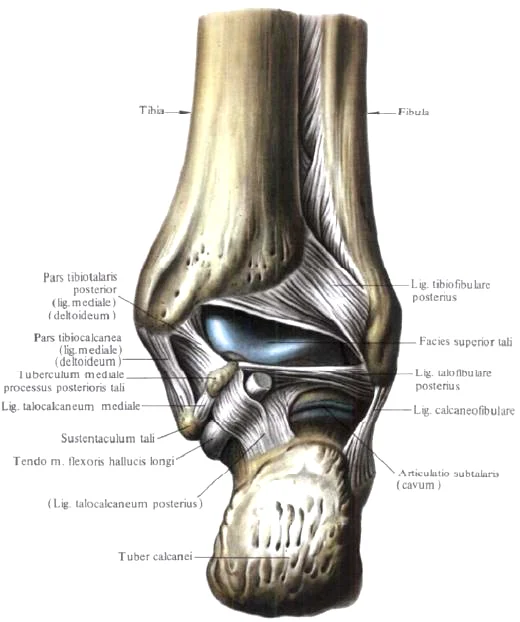 Tibia
Fibula
Pars tibiotalaris
posterior
(lig. mediale)
(deltoideum)
Pars tibiocalcanea
(lig. mediale)
(deltoideum)
Tuberculum mediale
processus posterioris tali
Lig. talocalcaneum mediale
Sustentaculum tali
Tendo m. flexoris hallucis longi
(Lig. talocalcaneum posterius)
Tuber calcanei
Lig. tibiofibulare
posterius
Facies superior tali
Lig. talofibulare
posterius
Lig. calcaneofibulare
Articulatio subtalaris
(cavum)